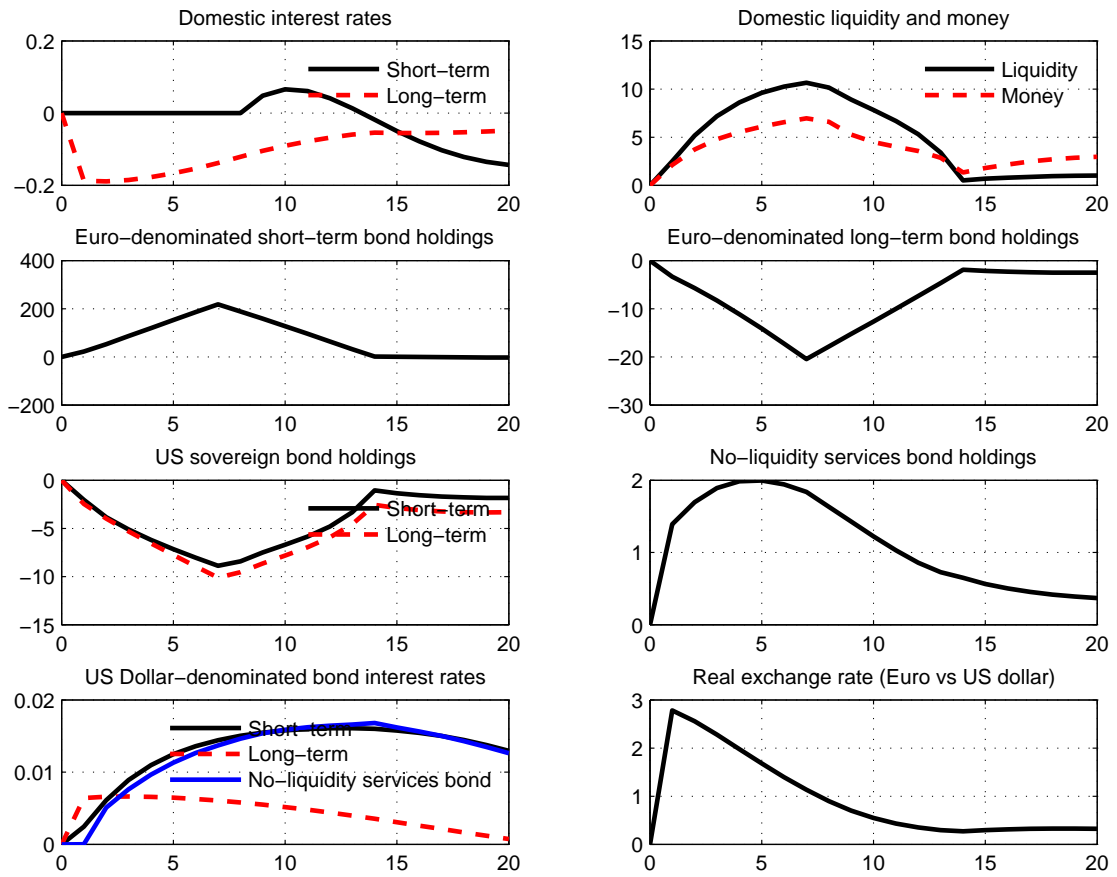 Domestic interest rates
0.2
0
−0.2
0 5 10 15 20
Short−term
Long−term
Domestic liquidity and money
15
10
5
0
0 5 10 15 20
Liquidity
Money
Euro−denominated short−term bond holdings
400
200
0
−200
0 5 10 15 20
Euro−denominated long−term bond holdings
0
−10
−20
−30
0 5 10 15 20
US sovereign bond holdings
0
−5
−10
−15
0 5 10 15 20
Short−term
Long−term
No−liquidity services bond holdings
2
1
0
0 5 10 15 20
US Dollar−denominated bond interest rates
0.02
0.01
0
0 5 10 15 20
Short−term
Long−term
No−liquidity services bond
Real exchange rate (Euro vs US dollar)
3
2
1
0
0 5 10 15 20